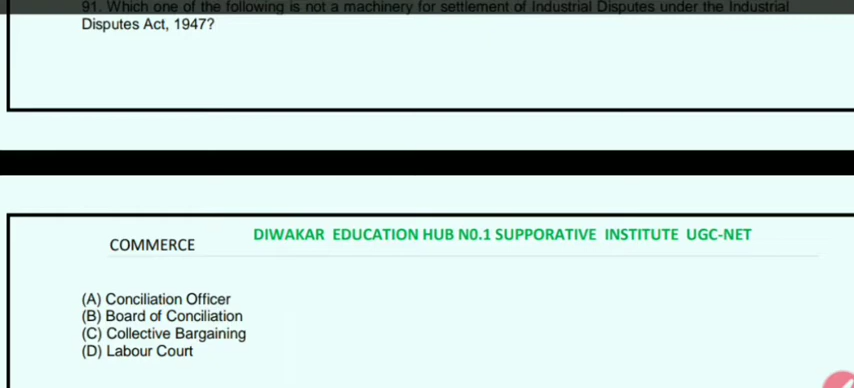 91. Which one of the following is not a machinery for settlement of Industrial Disputes under the Industrial
Disputes Act, 1947?
COMMERCE
DIWAKAR EDUCATION HUB N0.1 SUPPORATIVE INSTITUTE UGC-NET
(A) Conciliation Officer
(B) Board of Conciliation
(C) Collective Bargaining
(D) Labour Court